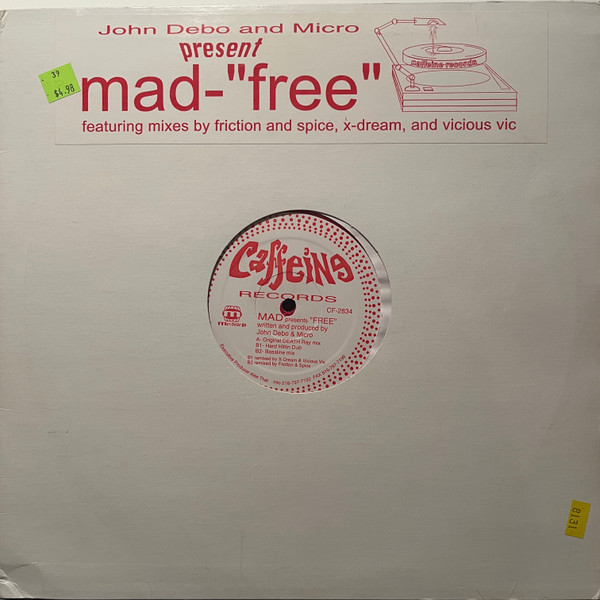 John Debo and Micro
present
mad-"free"
featuring mixes by friction and spice, x-dream, and vicious vic
caffeine records
39
$4.98
Caffeine
RECORDS
CF-2834
MAD presents "FREE"
written and produced by
John Debo & Micro
A- Original DEATH Ray mix
B1- Hard Hittin Dub
B2- Bassline mix
B1 remixed by X-Dream & Vicious Vic
B2 remixed by Friction & Spice
8131